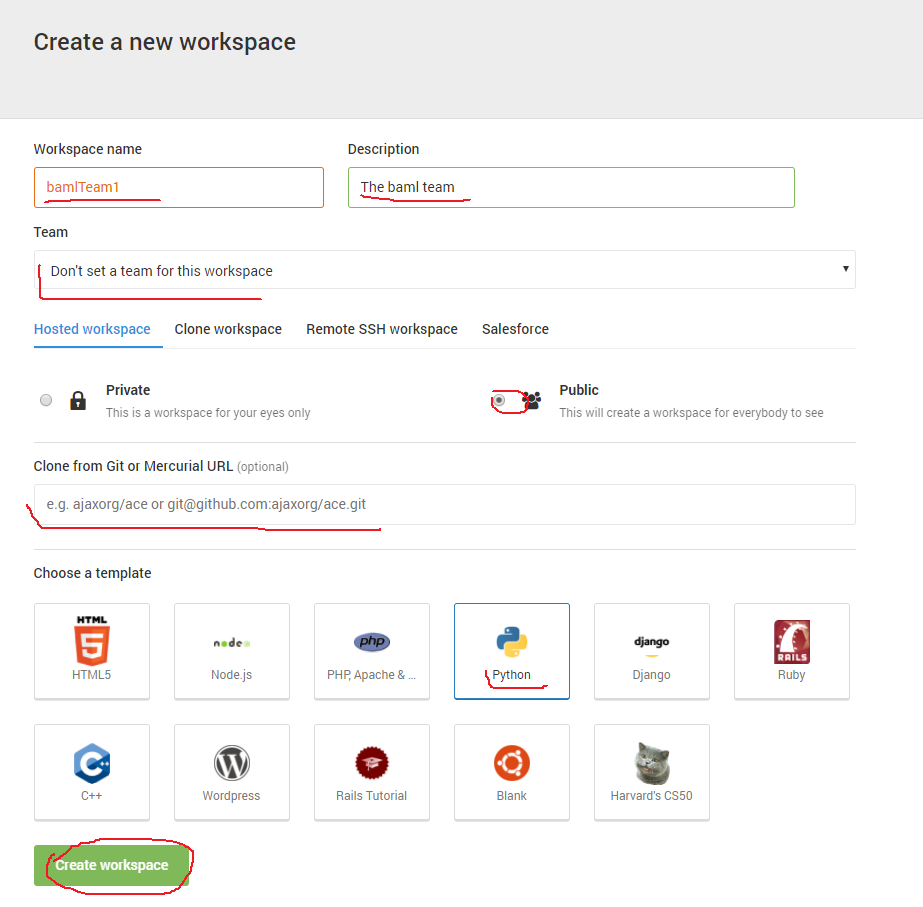 Create a new workspace
Workspace name Description
bamlTeam1 The baml team
Team
Don't set a team for this workspace
Hosted workspace Clone workspace Remote SSH workspace Salesforce
Private Public
This is a workspace for your eyes only This will create a workspace for everybody to see
Clone from Git or Mercurial URL (optional)
e.g. ajaxorg/ace or git@github.com:ajaxorg/ace.git
Choose a template
HTML
5 node php django RAILS
HTML5 Node.js PHP, Apache & ... Python Django Ruby
C++
C++ Wordpress Rails Tutorial Blank Harvard's CS50
Create workspace